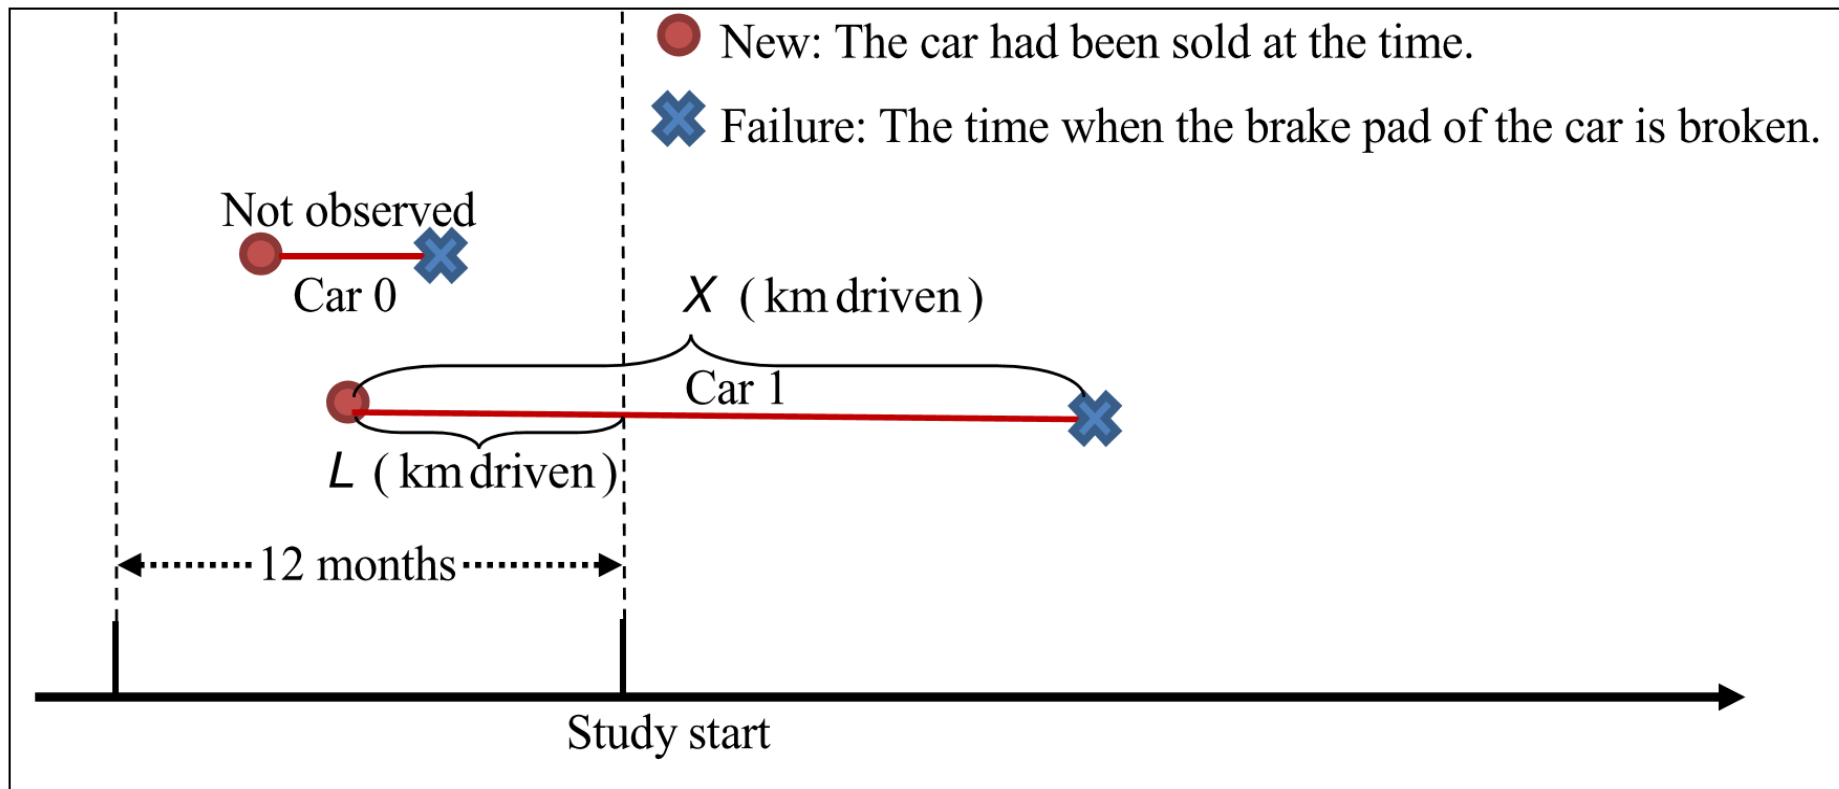 New: The car had been sold at the time.
Failure: The time when the brake pad of the car is broken.
Not observed
Car 0
X (km driven)
Car 1
L (km driven)
12 months
Study start